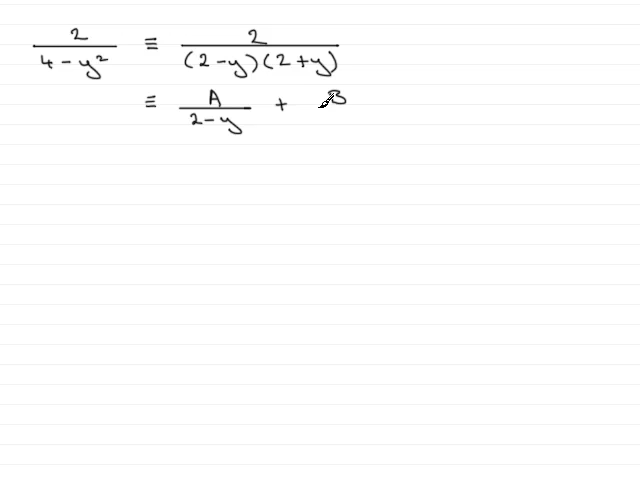 2/(4 - y²) ≡ 2/((2-y)(2+y))
≡ A/(2-y) + B